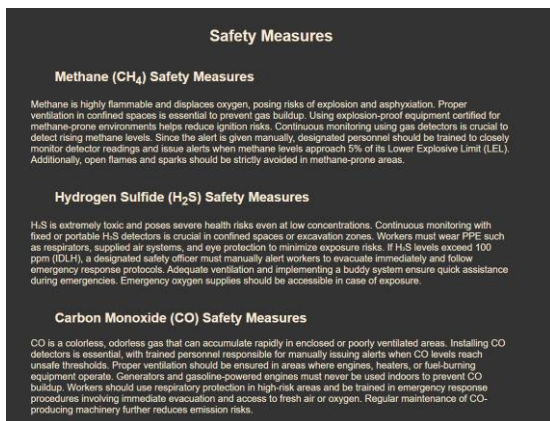 Safety Measures
Methane (CH₄) Safety Measures
Methane is highly flammable and displaces oxygen, posing risks of explosion and asphyxiation. Proper
ventilation in confined spaces is essential to prevent gas buildup. Using explosion-proof equipment certified for
methane-prone environments helps reduce ignition risks. Continuous monitoring using gas detectors is crucial to
detect rising methane levels. Since the alert is given manually, designated personnel should be trained to closely
monitor detector readings and issue alerts when methane levels approach 5% of its Lower Explosive Limit (LEL).
Additionally, open flames and sparks should be strictly avoided in methane-prone areas.
Hydrogen Sulfide (H₂S) Safety Measures
H₂S is extremely toxic and poses severe health risks even at low concentrations. Continuous monitoring with
fixed or portable H₂S detectors is crucial in confined spaces or excavation zones. Workers must wear PPE such
as respirators, supplied air systems, and eye protection to minimize exposure risks. If H₂S levels exceed 100
ppm (IDLH), a designated safety officer must manually alert workers to evacuate immediately and follow
emergency response protocols. Adequate ventilation and implementing a buddy system ensure quick assistance
during emergencies. Emergency oxygen supplies should be accessible in case of exposure.
Carbon Monoxide (CO) Safety Measures
CO is a colorless, odorless gas that can accumulate rapidly in enclosed or poorly ventilated areas. Installing CO
detectors is essential, with trained personnel responsible for manually issuing alerts when CO levels reach
unsafe thresholds. Proper ventilation should be ensured in areas where engines, heaters, or fuel-burning
equipment operate. Generators and gasoline-powered engines must never be used indoors to prevent CO
buildup. Workers should use respiratory protection in high-risk areas and be trained in emergency response
procedures involving immediate evacuation and access to fresh air or oxygen. Regular maintenance of CO-
producing machinery further reduces emission risks.